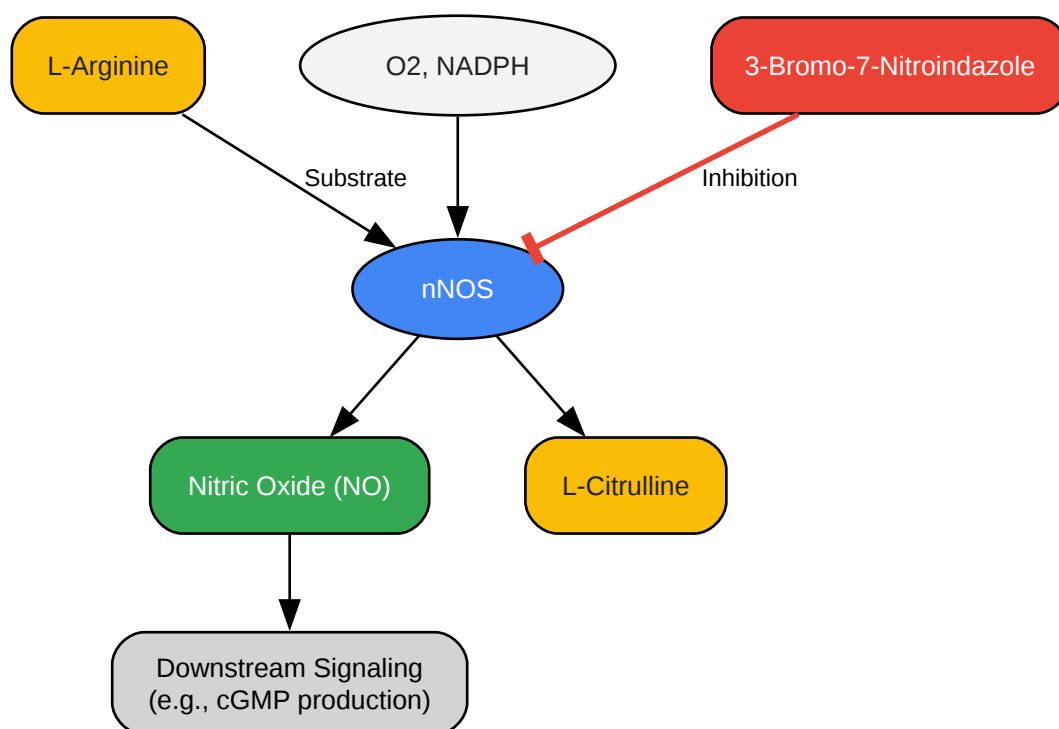 L-Arginine
O2, NADPH
3-Bromo-7-Nitroindazole
Substrate
Inhibition
nNOS
Nitric Oxide (NO)
L-Citrulline
Downstream Signaling
(e.g., cGMP production)